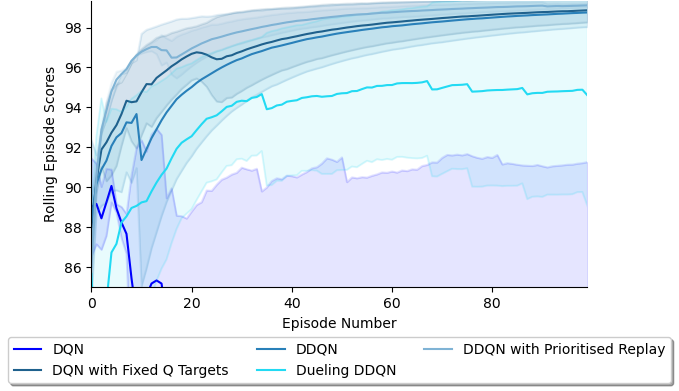 98
96
94
92
90
88
86
Rolling Episode Scores
0 20 40 60 80
Episode Number
DQN DDQN DDQN with Prioritised Replay
DQN with Fixed Q Targets Dueling DDQN